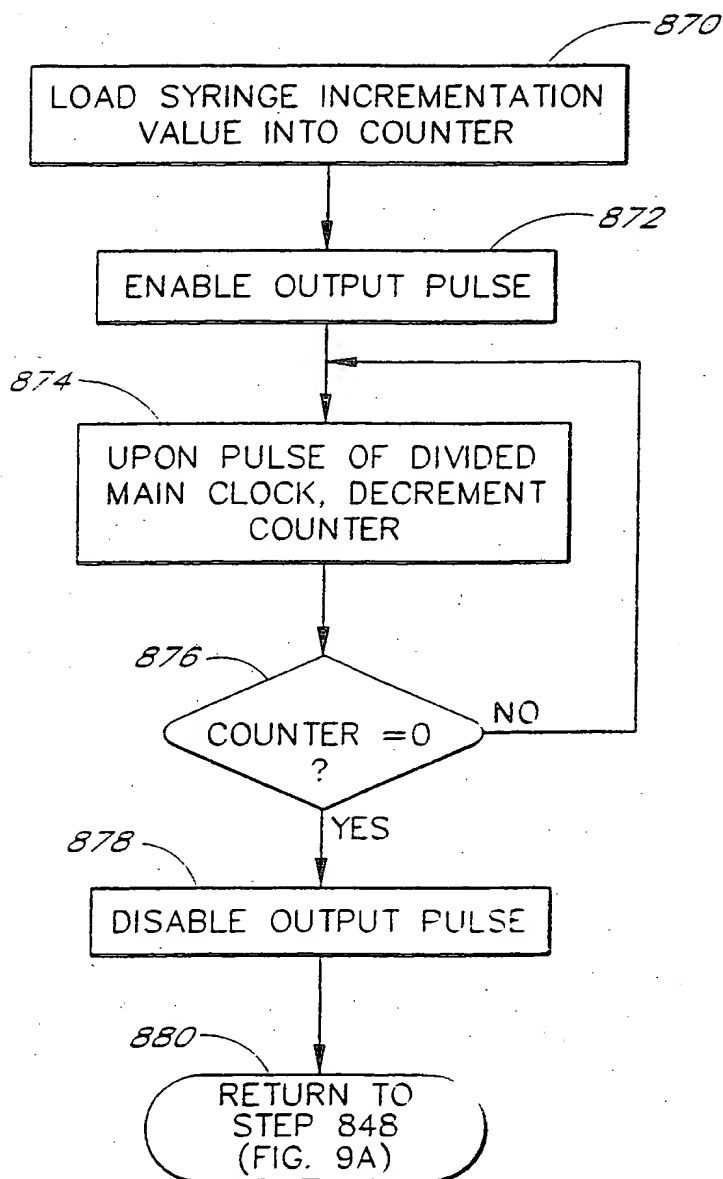 870
LOAD SYRINGE INCREMENTATION
VALUE INTO COUNTER
872
ENABLE OUTPUT PULSE
874
UPON PULSE OF DIVIDED
MAIN CLOCK, DECREMENT
COUNTER
876
COUNTER =0
?
NO
YES
878
DISABLE OUTPUT PULSE
880
RETURN TO
STEP 848
(FIG. 9A)